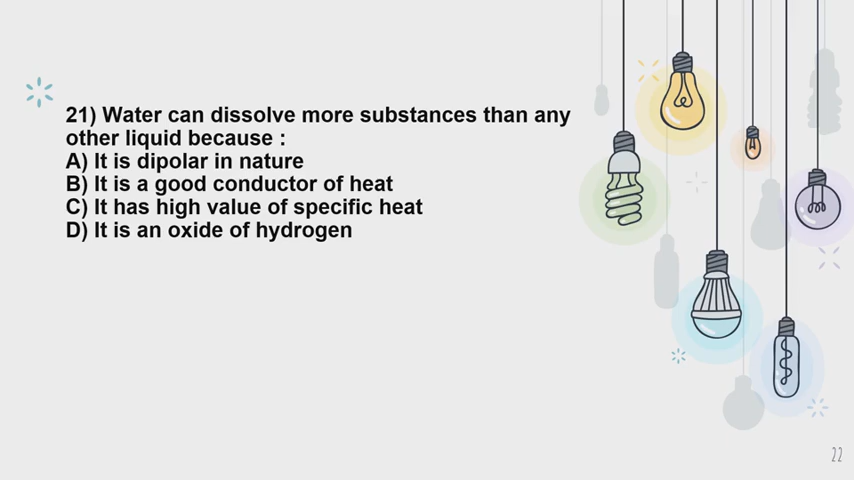 21) Water can dissolve more substances than any
other liquid because :
A) It is dipolar in nature
B) It is a good conductor of heat
C) It has high value of specific heat
D) It is an oxide of hydrogen
22